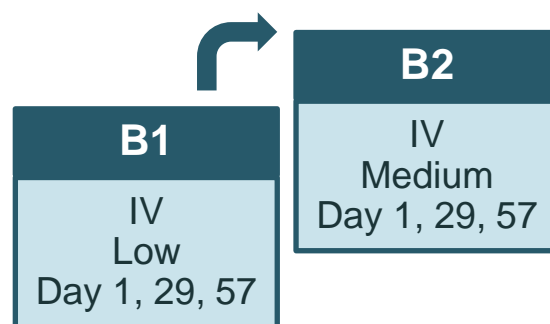 B1
IV
Low
Day 1, 29, 57
B2
IV
Medium
Day 1, 29, 57